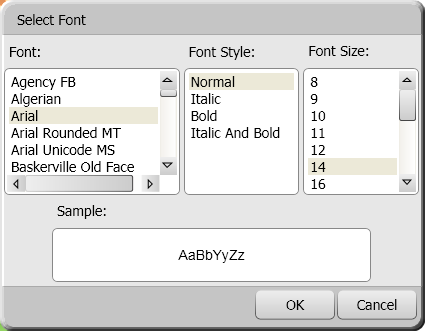 Select Font
Font:
Font Style:
Font Size:
Agency FB
Algerian
Arial
Arial Rounded MT
Arial Unicode MS
Baskerville Old Face
Normal
Italic
Bold
Italic And Bold
8
9
10
11
12
14
16
Sample:
AaBbYyZz
OK
Cancel